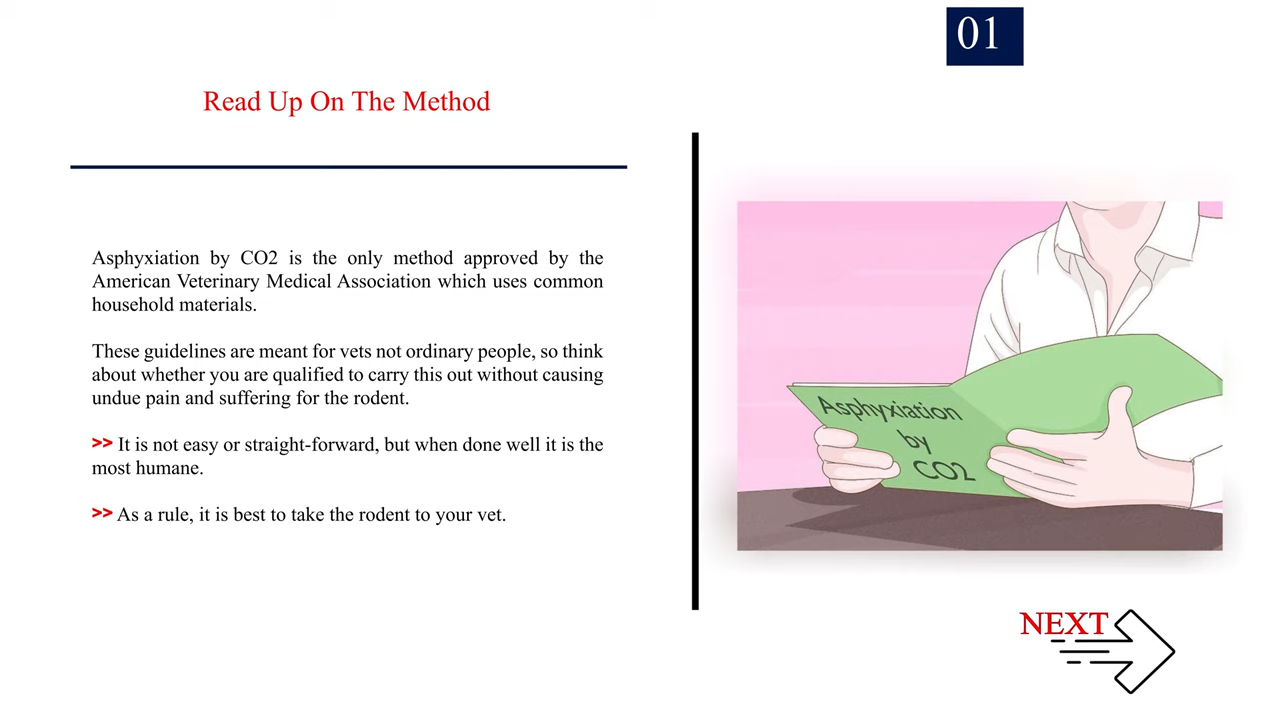 01
Read Up On The Method
Asphyxiation by CO2 is the only method approved by the
American Veterinary Medical Association which uses common
household materials.
These guidelines are meant for vets not ordinary people, so think
about whether you are qualified to carry this out without causing
undue pain and suffering for the rodent.
>> It is not easy or straight-forward, but when done well it is the
most humane.
>> As a rule, it is best to take the rodent to your vet.
Asphyxiation
by
CO2
NEXT